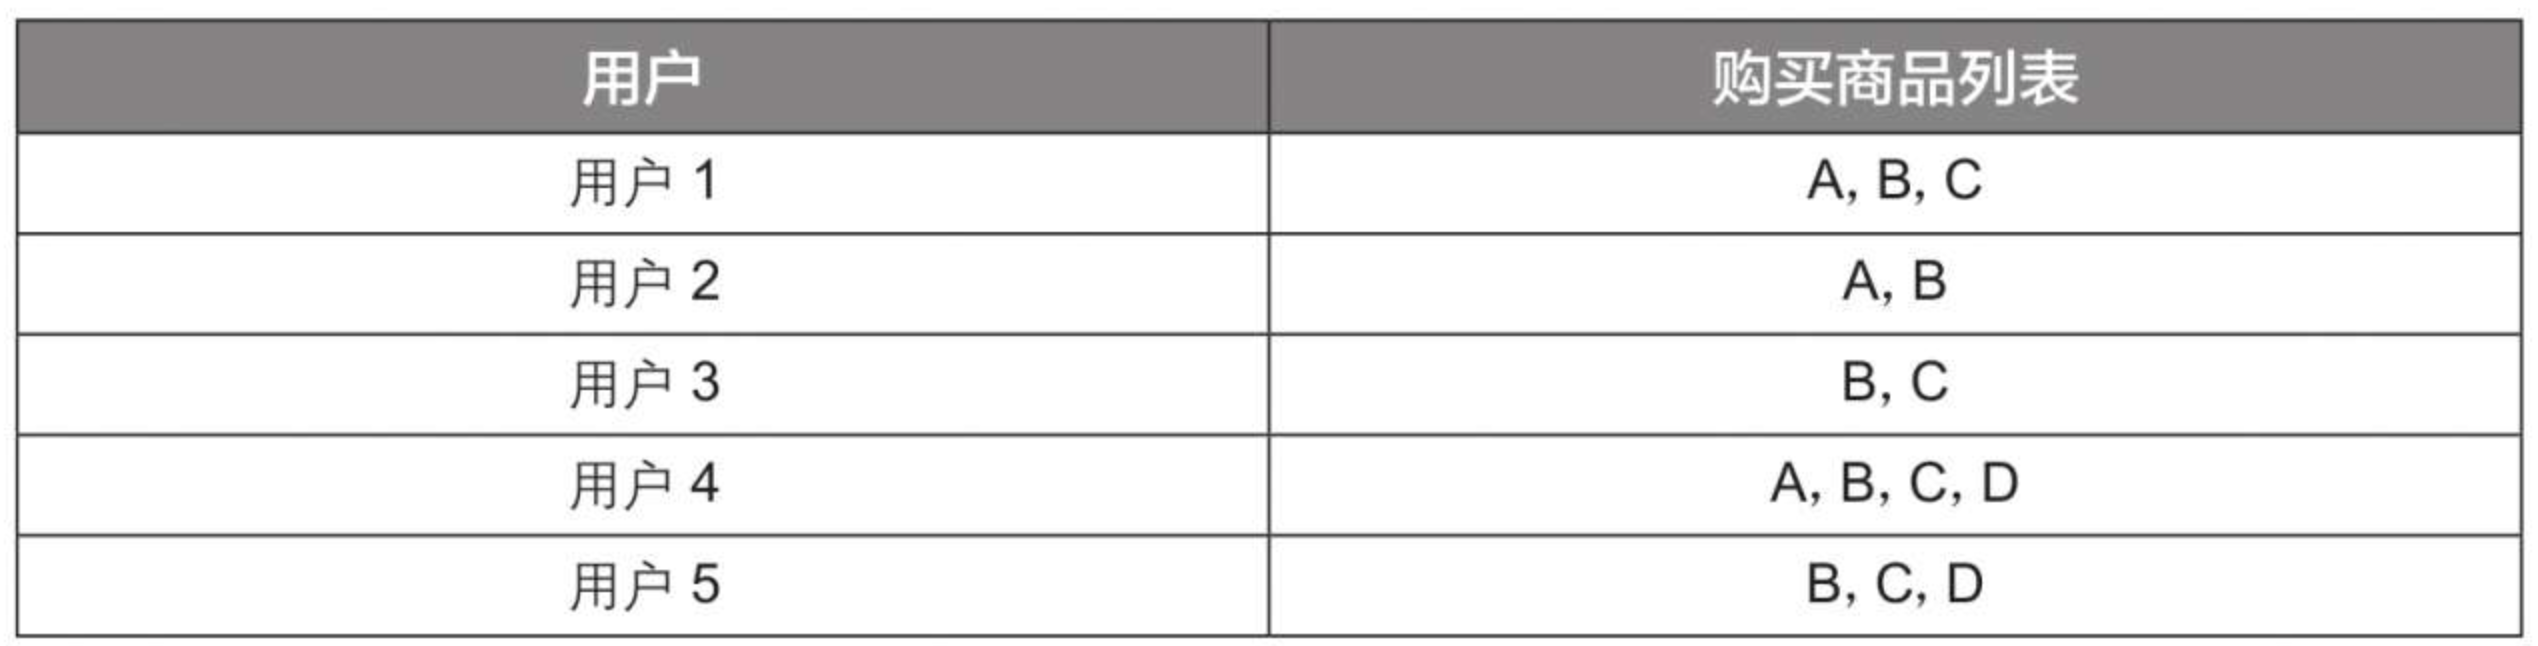 用户 购买商品列表
用户 1 A, B, C
用户 2 A, B
用户 3 B, C
用户 4 A, B, C, D
用户 5 B, C, D